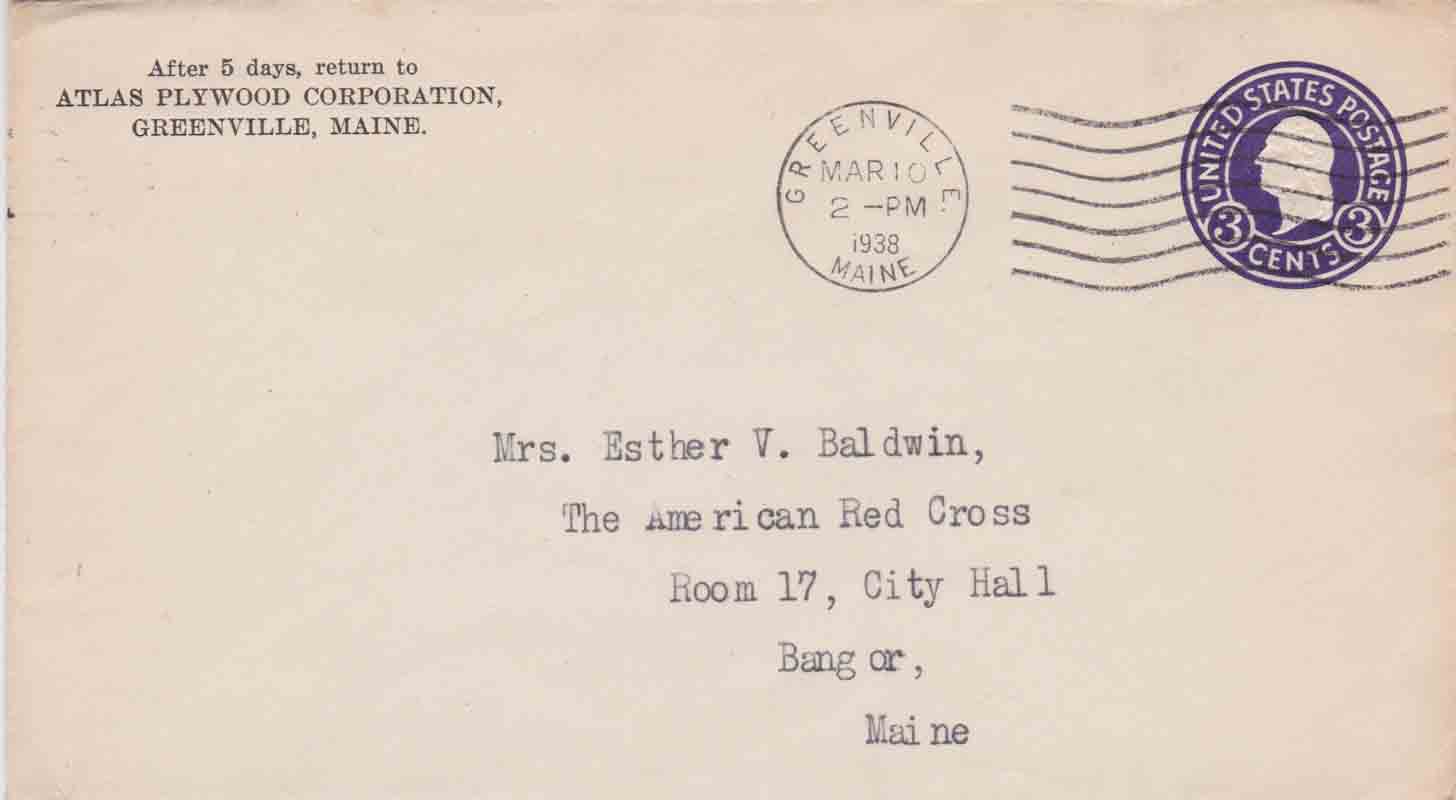 After 5 days, return to
ATLAS PLYWOOD CORPORATION,
GREENVILLE, MAINE.
GREENVILLE
MAR 10
2 -PM
1938
MAINE
UNITED STATES POSTAGE
3 CENTS 3
Mrs. Esther V. Baldwin,
The American Red Cross
Room 17, City Hall
Bangor,
Maine